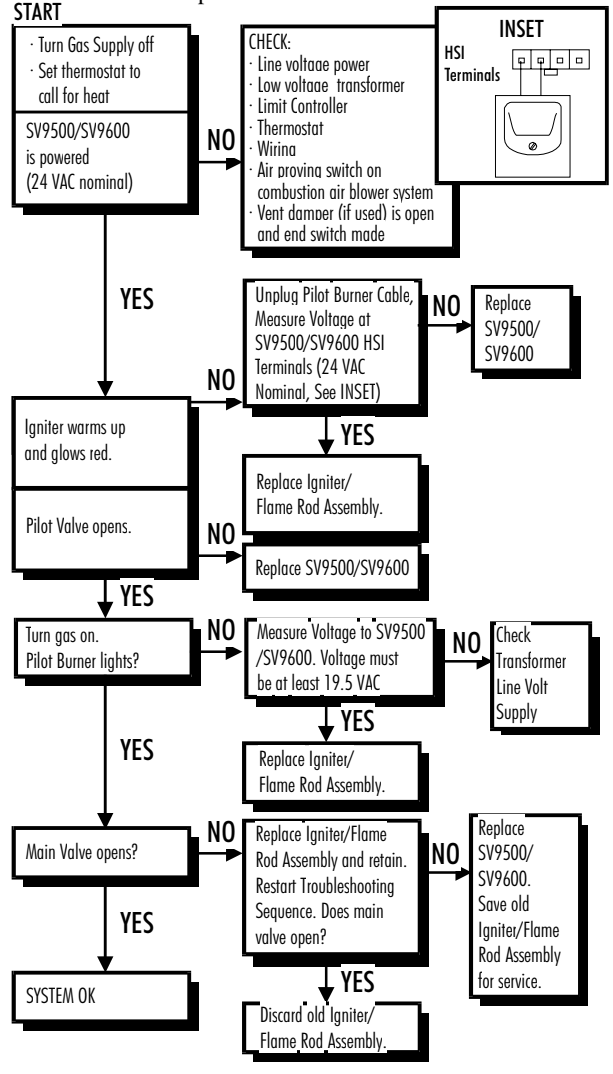 START
· Turn Gas Supply off
· Set thermostat to
call for heat
SV9500/SV9600
is powered
(24 VAC nominal)
NO
CHECK:
· Line voltage power
· Low voltage transformer
· Limit Controller
· Thermostat
· Wirina
· Air proving switch on
combustion air blower system
· Vent damper (if used) is open
and end switch made
INSET
HSI
Terminals
YES
Igniter warms up
and glows red.
NO
Unplug Pilot Burner Cable,
Measure Voltage at
SV9500/SV9600 HSI
Terminals (24 VAC
Nominal, See INSET)
NO
Replace
SV9500/
SV9600
YES
Replace Igniter/
Flame Rod Assembly.
Pilot Valve opens.
NO
Replace SV9500/SV9600
YES
Turn gas on.
Pilot Burner lights?
NO
Measure Voltage to SV9500
/SV9600. Voltage must
be at least 19.5 VAC
NO
Check
Transformer
Line Volt
Supply
YES
Replace Igniter/
Flame Rod Assembly.
YES
Main Valve opens?
NO
Replace Igniter/Flame
Rod Assembly and retain.
Restart Troubleshooting
Sequence. Does main
valve open?
NO
Replace
SV9500/
SV9600.
Save old
Igniter/Flame
Rod Assembly
for service.
YES
Discard old Igniter/
Flame Rod Assembly.
YES
SYSTEM OK